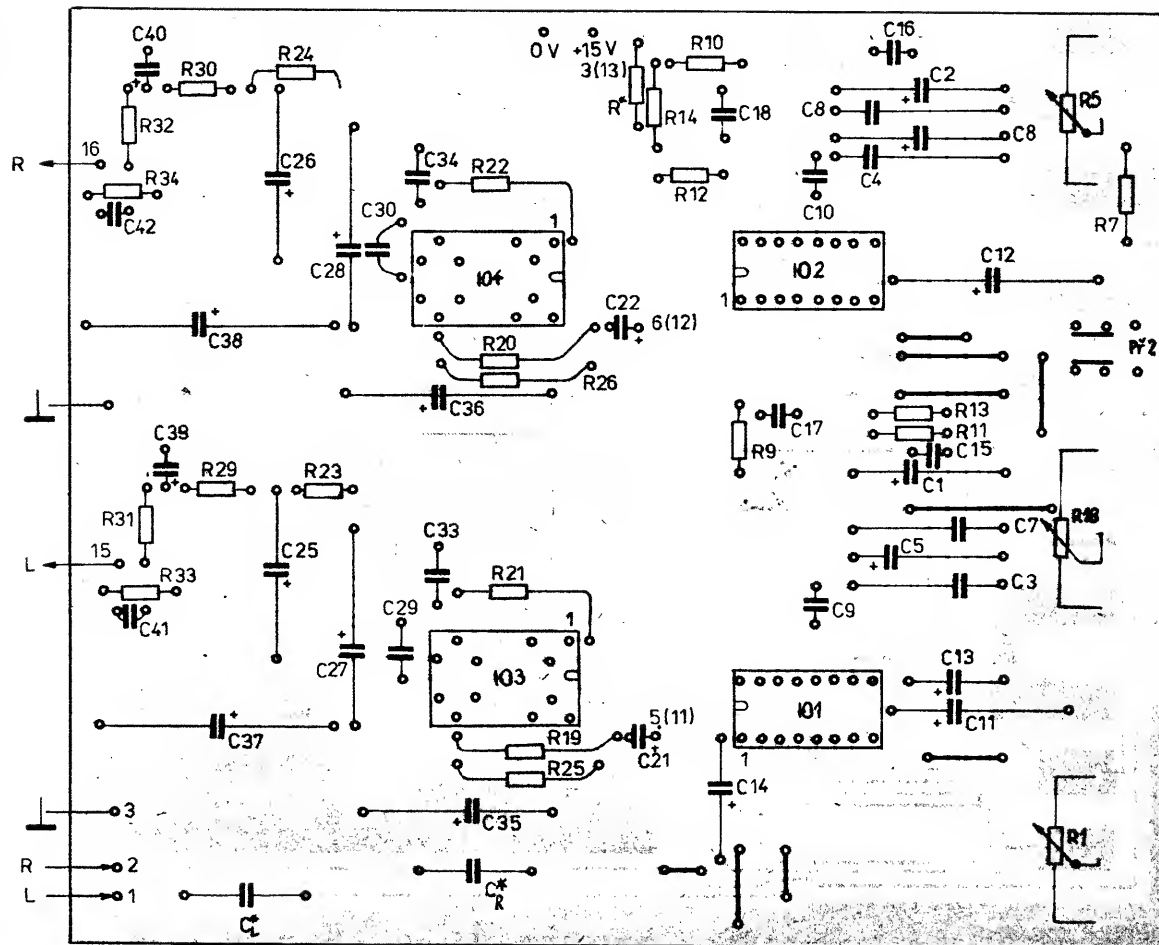 C40
R30
R24
0 V
+15 V
3(13)
R*
R10
C16
C2
C8
R5
R32
R14
C18
C8
16
R
R34
C42
C26
C34
R22
R12
C4
C10
R7
C30
1
IO4
C28
IO2
1
C12
C38
C22
6 (12)
R20
R26
C36
Př2
R13
R11
C15
C17
R9
C1
C39
R29
R23
R31
15
L
C25
C33
C7
R18
C5
C3
R33
C41
R21
C29
1
C9
IO3
C27
C13
IO1
C11
C37
5 (11)
R19
C21
R25
1
C14
C35
3
R
2
L
1
C*L
C*R
R1